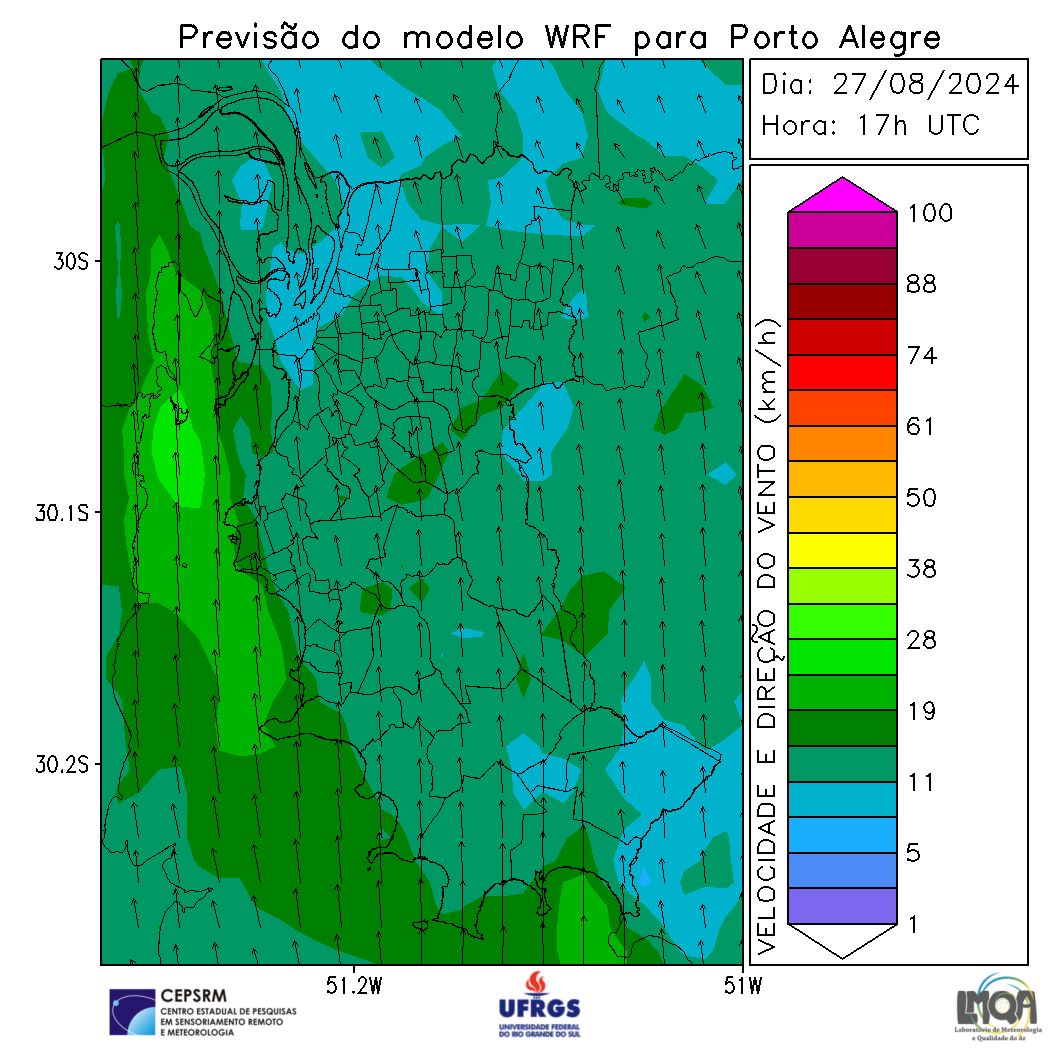 Previsão do modelo WRF para Porto Alegre
Dia: 27/08/2024
Hora: 17h UTC
30S
30.1S
30.2S
51.2W
51W
VELOCIDADE E DIREÇÃO DO VENTO (km/h)
100
88
74
61
50
38
28
19
11
5
1
CEPSRM
CENTRO ESTADUAL DE PESQUISAS
EM SENSORIAMENTO REMOTO
E METEOROLOGIA
UFRGS
UNIVERSIDADE FEDERAL
DO RIO GRANDE DO SUL
LMQA
Laboratório de Meteorologia
e Qualidade do Ar